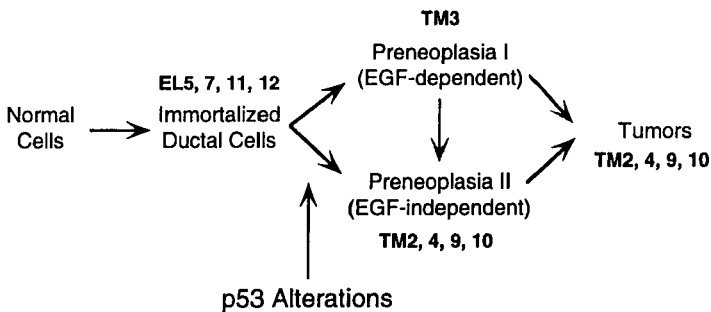 TM3
Preneoplasia I
(EGF-dependent)
EL5, 7, 11, 12
Immortalized
Ductal Cells
Normal
Cells
Tumors
TM2, 4, 9, 10
Preneoplasia II
(EGF-independent)
TM2, 4, 9, 10
p53 Alterations